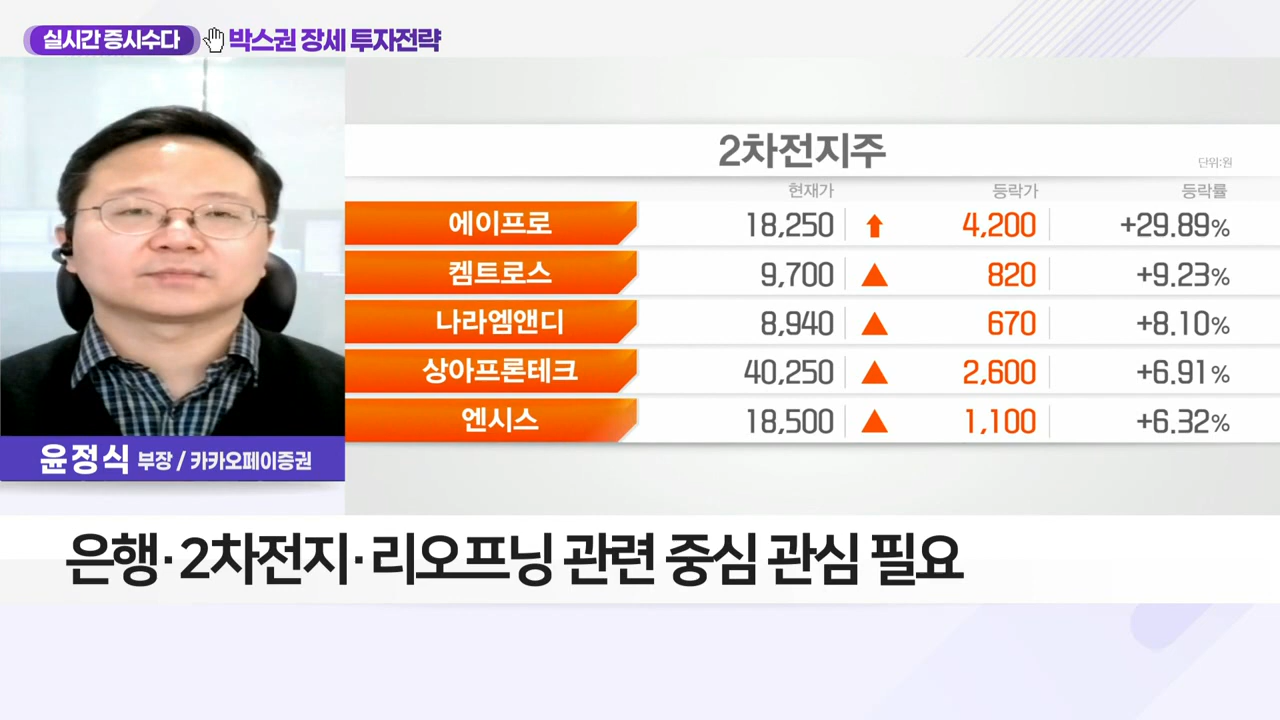 실시간 증시수다 박스권 장세 투자전략
2차전지주
단위:원
현재가 등락가 등락률
에이프로 18,250 4,200 +29.89%
켐트로스 9,700 ▲ 820 +9.23%
나라엠앤디 8,940 ▲ 670 +8.10%
상아프론테크 40,250 ▲ 2,600 +6.91%
엔시스 18,500 ▲ 1,100 +6.32%
윤정식 부장 / 카카오페이증권
은행·2차전지·리오프닝 관련 중심 관심 필요